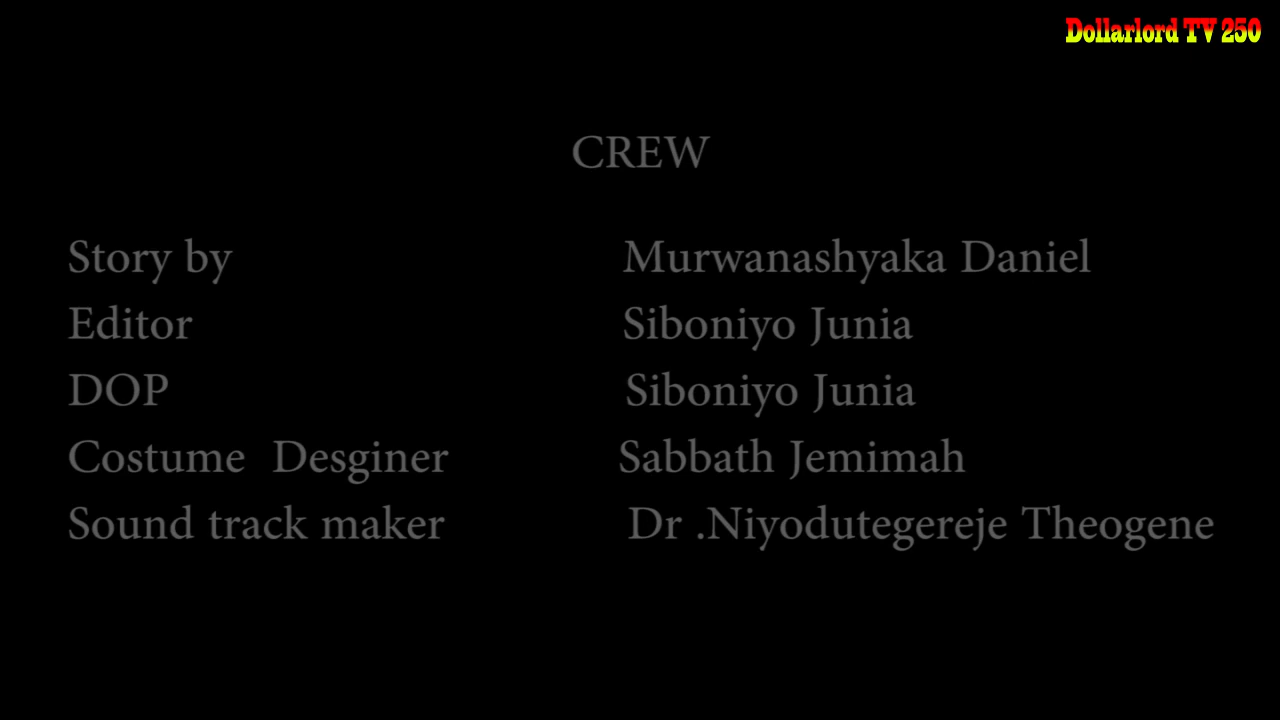 Dollarlord TV 250
CREW
Story by Murwanashyaka Daniel
Editor Siboniyo Junia
DOP Siboniyo Junia
Costume Desginer Sabbath Jemimah
Sound track maker Dr .Niyodutegereje Theogene